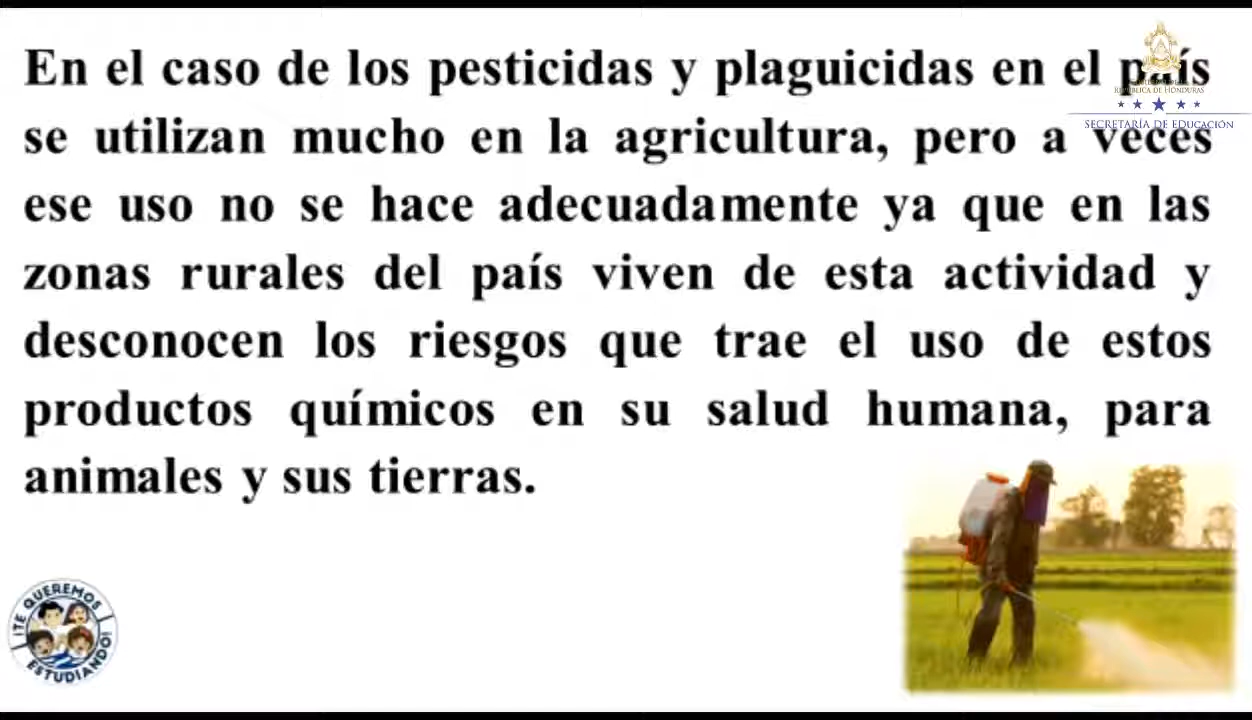 En el caso de los pesticidas y plaguicidas en el país
se utilizan mucho en la agricultura, pero a veces
ese uso no se hace adecuadamente ya que en las
zonas rurales del país viven de esta actividad y
desconocen los riesgos que trae el uso de estos
productos químicos en su salud humana, para
animales y sus tierras.
REPÚBLICA DE HONDURAS
SECRETARÍA DE EDUCACIÓN
¡TE QUEREMOS
ESTUDIANDO!